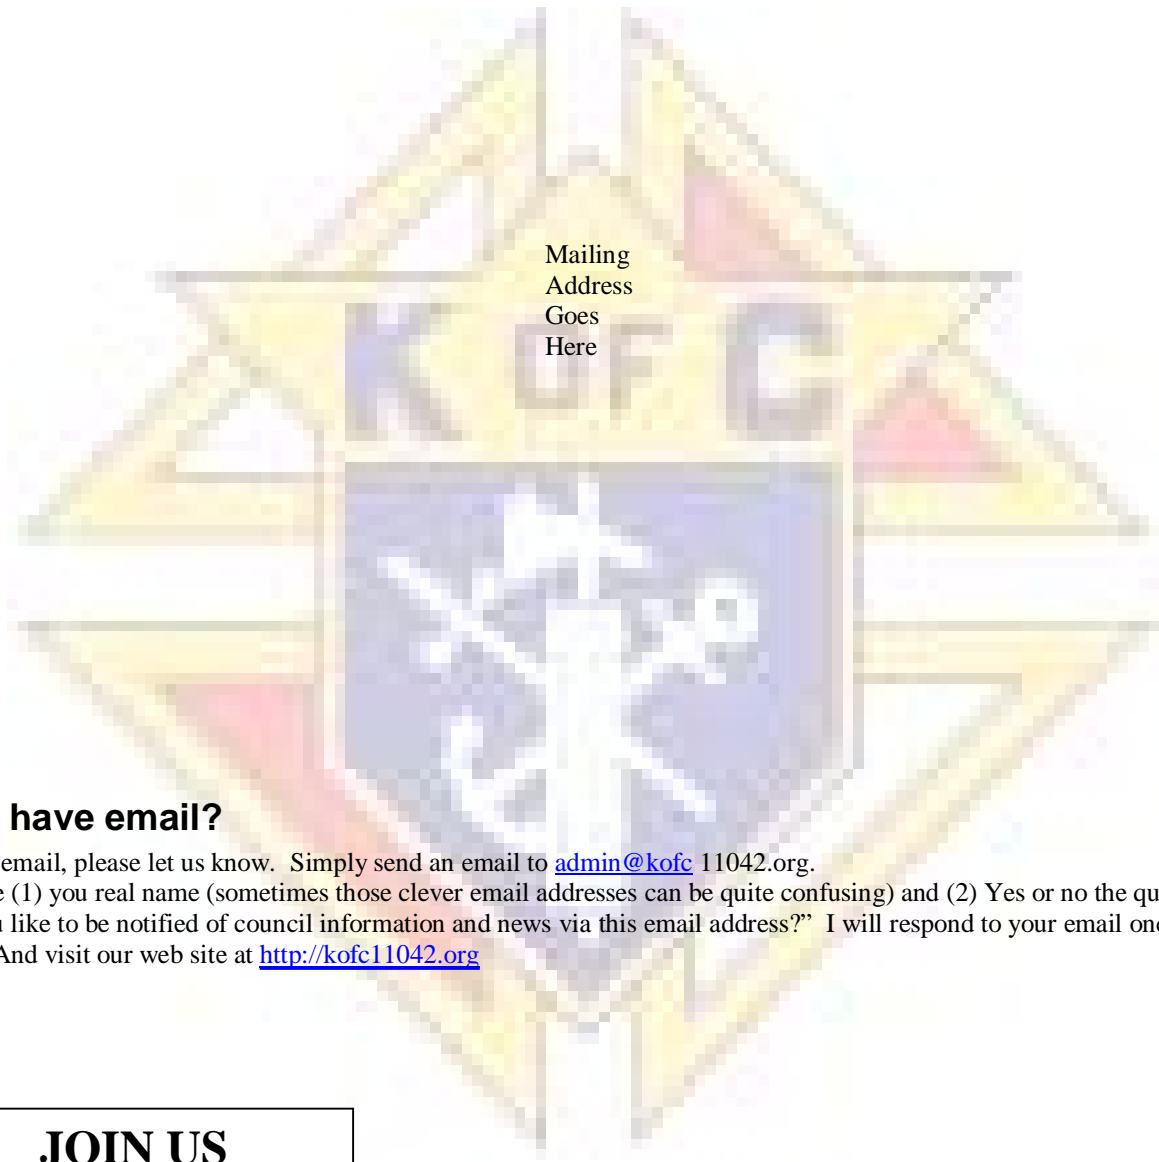 Mailing
Address
Goes
Here
K OF C
have email?
email, please let us know. Simply send an email to admin@kofc 11042.org.
e (1) you real name (sometimes those clever email addresses can be quite confusing) and (2) Yes or no the qu
u like to be notified of council information and news via this email address?” I will respond to your email on
And visit our web site at http://kofc11042.org
JOIN US